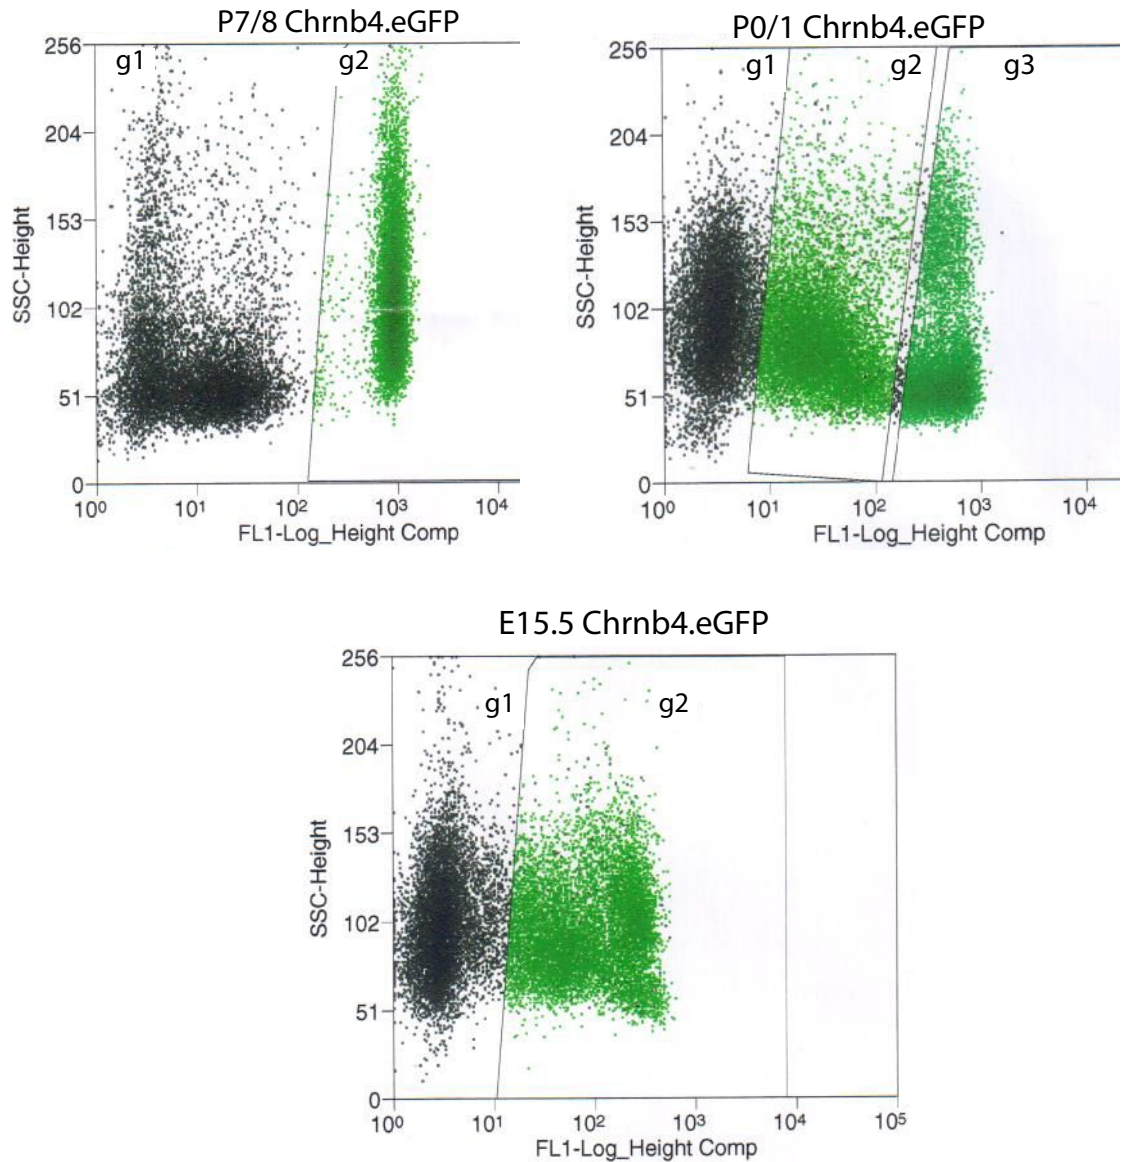 P7/8 Chrnb4.eGFP
256
g1
g2
204
153
102
51
0
SSC-Height
10⁰
10¹
10²
10³
10⁴
FL1-Log_Height Comp
P0/1 Chrnb4.eGFP
256
g1
g2
g3
204
153
102
51
0
SSC-Height
10⁰
10¹
10²
10³
10⁴
FL1-Log_Height Comp
E15.5 Chrnb4.eGFP
256
g1
g2
204
153
102
51
0
SSC-Height
10⁰
10¹
10²
10³
10⁴
10⁵
FL1-Log_Height Comp